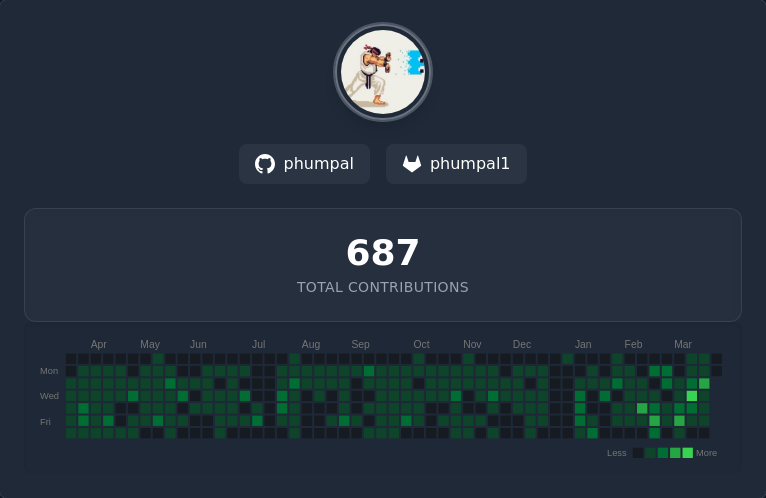 phumpal phumpal1
687
TOTAL CONTRIBUTIONS
Apr May Jun Jul Aug Sep Oct Nov Dec Jan Feb Mar
Mon
Wed
Fri
Less More